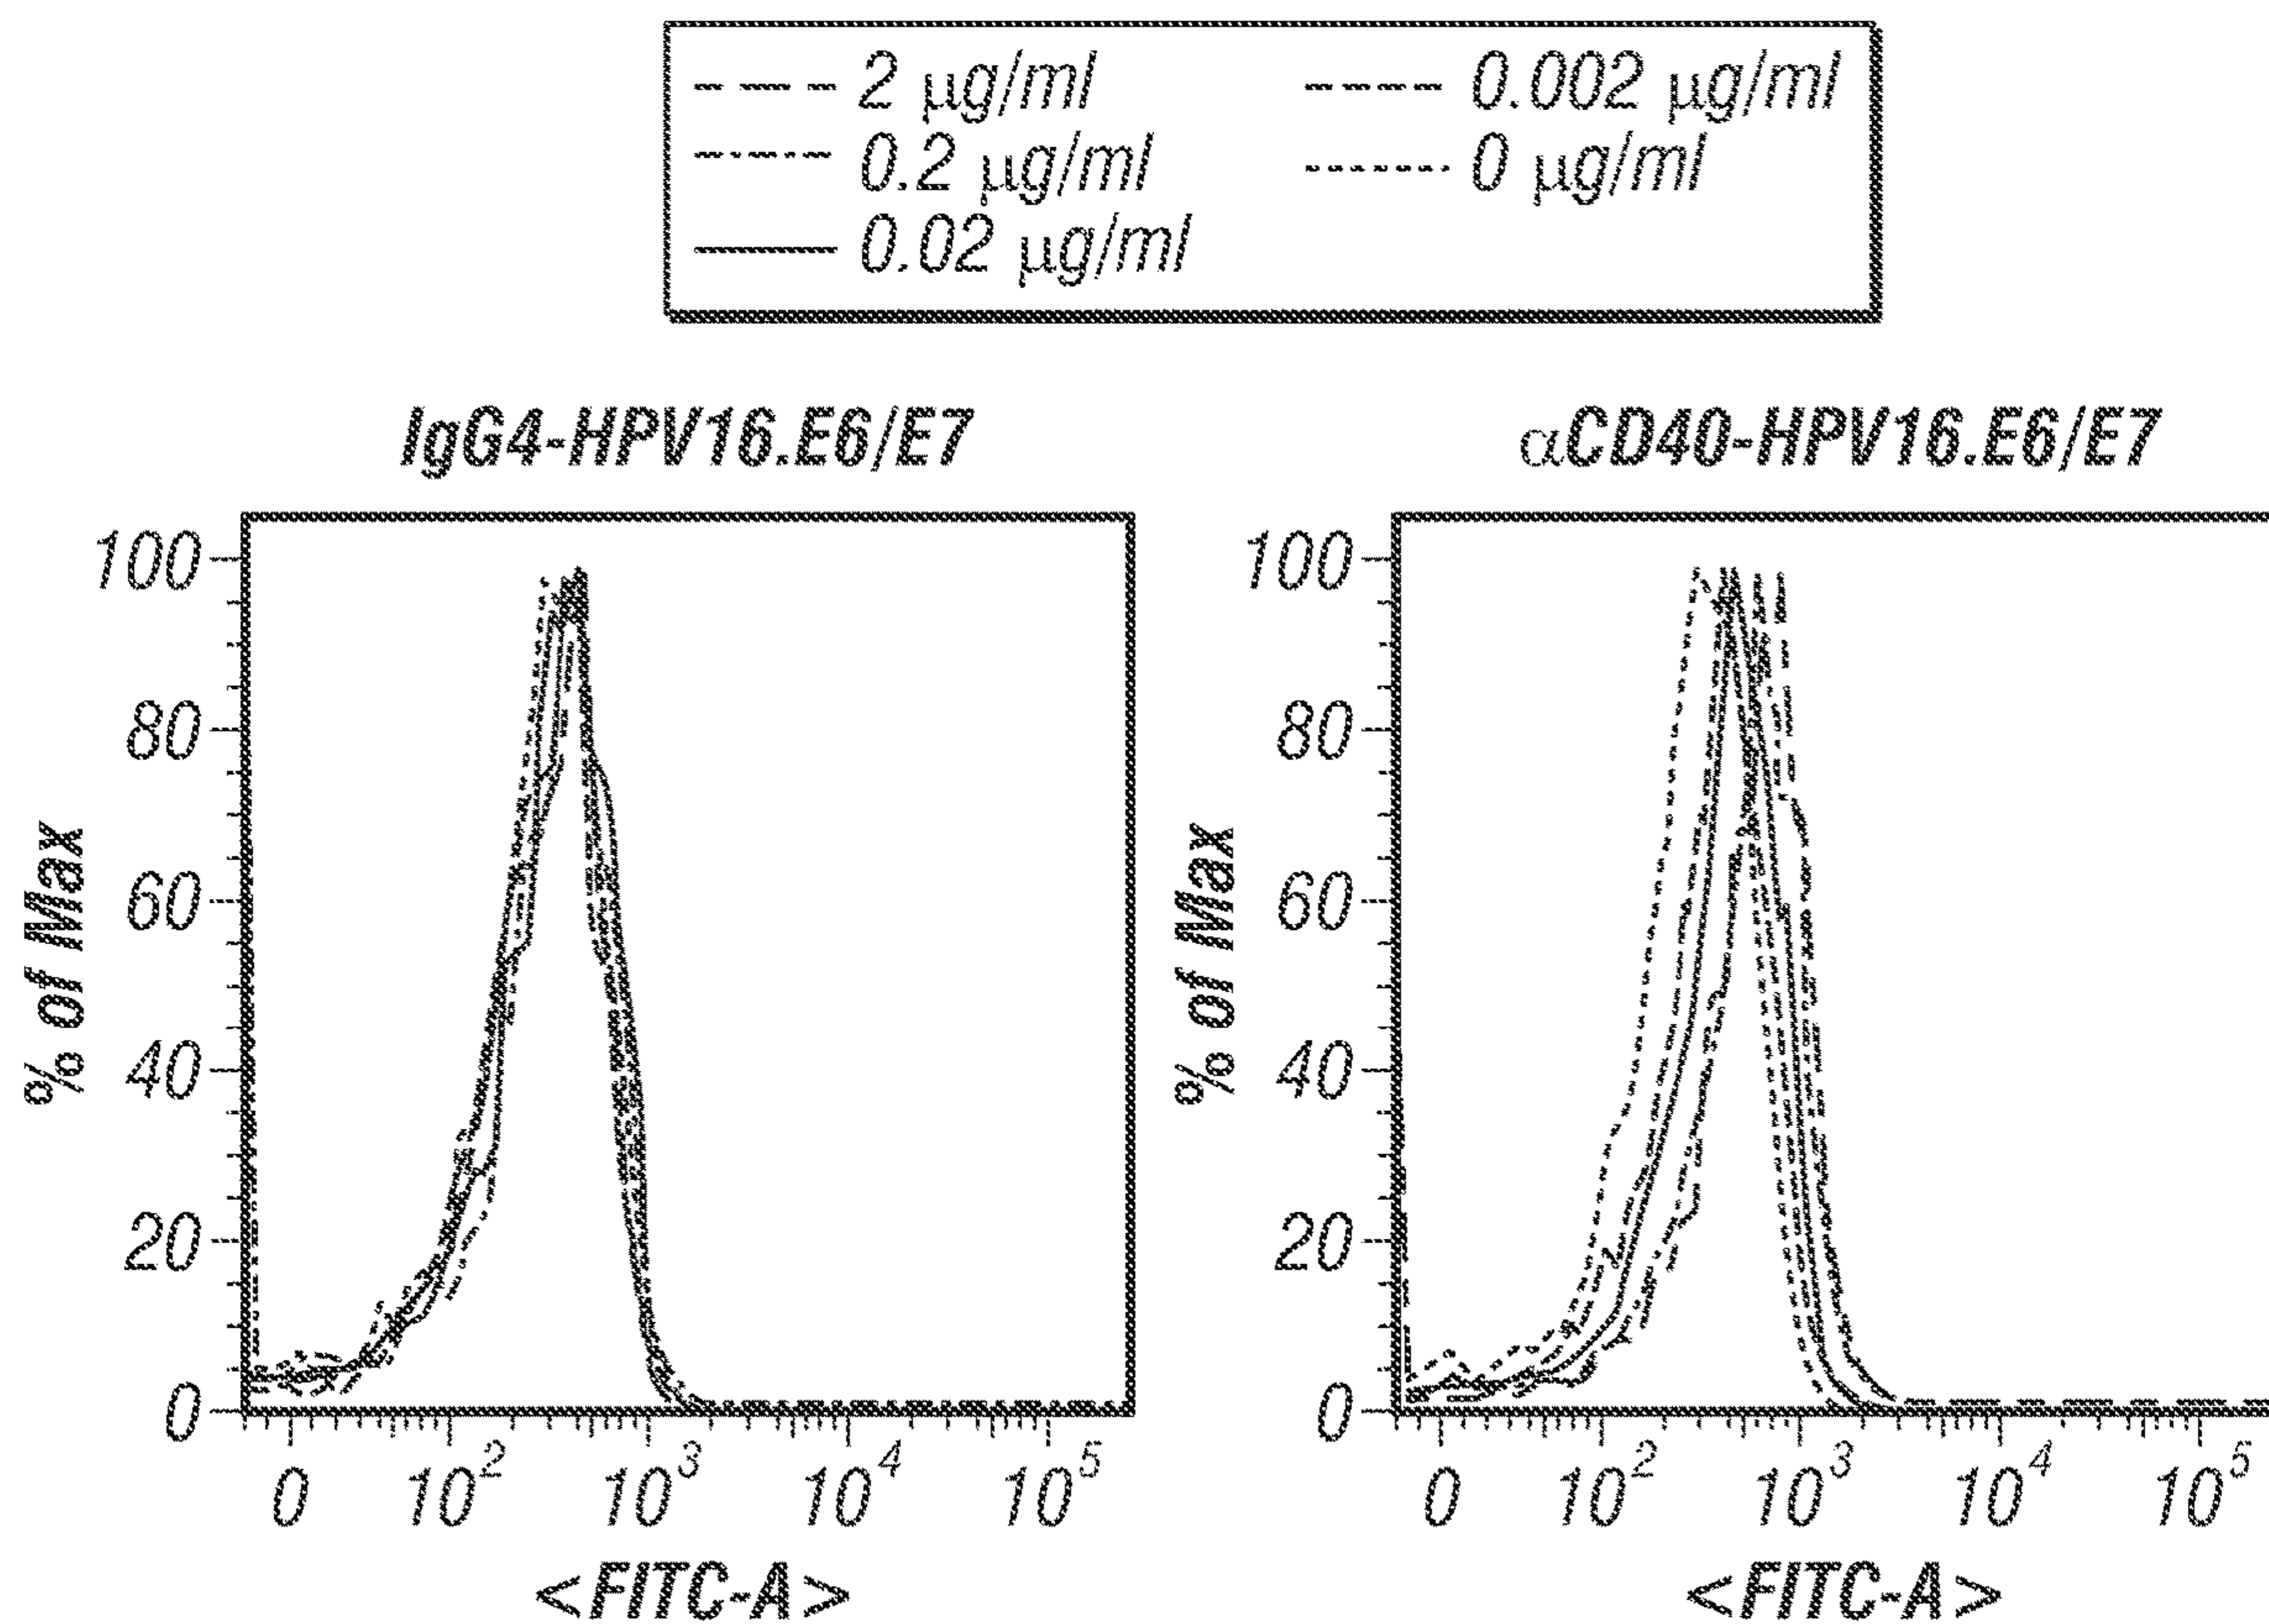 2 µg/ml 0.002 µg/ml
0.2 µg/ml 0 µg/ml
0.02 µg/ml
IgG4-HPV16.E6/E7
100
80
60
40
20
0
% of Max
0 10² 10³ 10⁴ 10⁵
<FITC-A>
αCD40-HPV16.E6/E7
100
80
60
40
20
0
% of Max
0 10² 10³ 10⁴ 10⁵
<FITC-A>